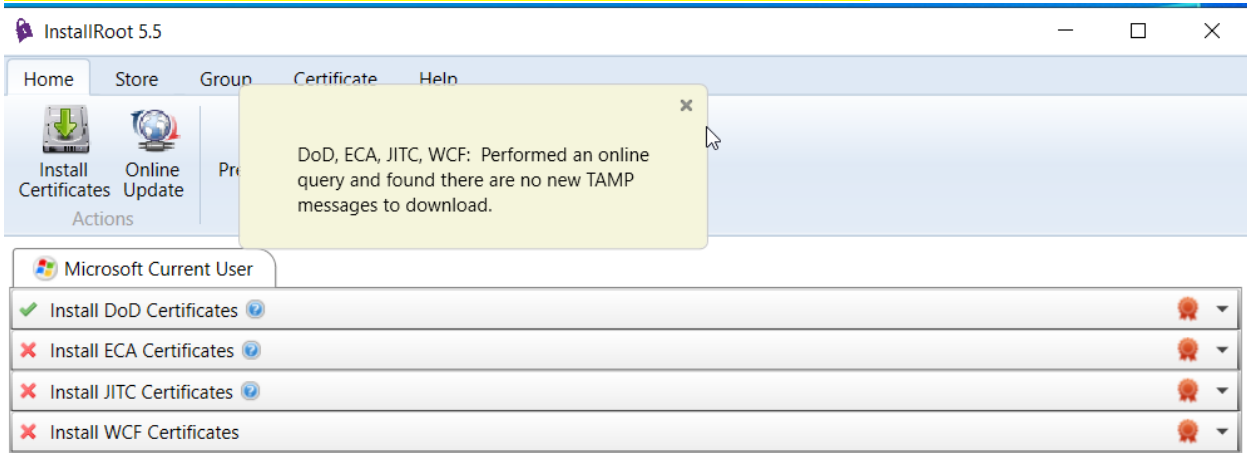 InstallRoot 5.5
Home Store Group Certificate Help
Install Certificates
Online Update
Actions
DoD, ECA, JITC, WCF: Performed an online
query and found there are no new TAMP
messages to download.
Microsoft Current User
Install DoD Certificates
Install ECA Certificates
Install JITC Certificates
Install WCF Certificates